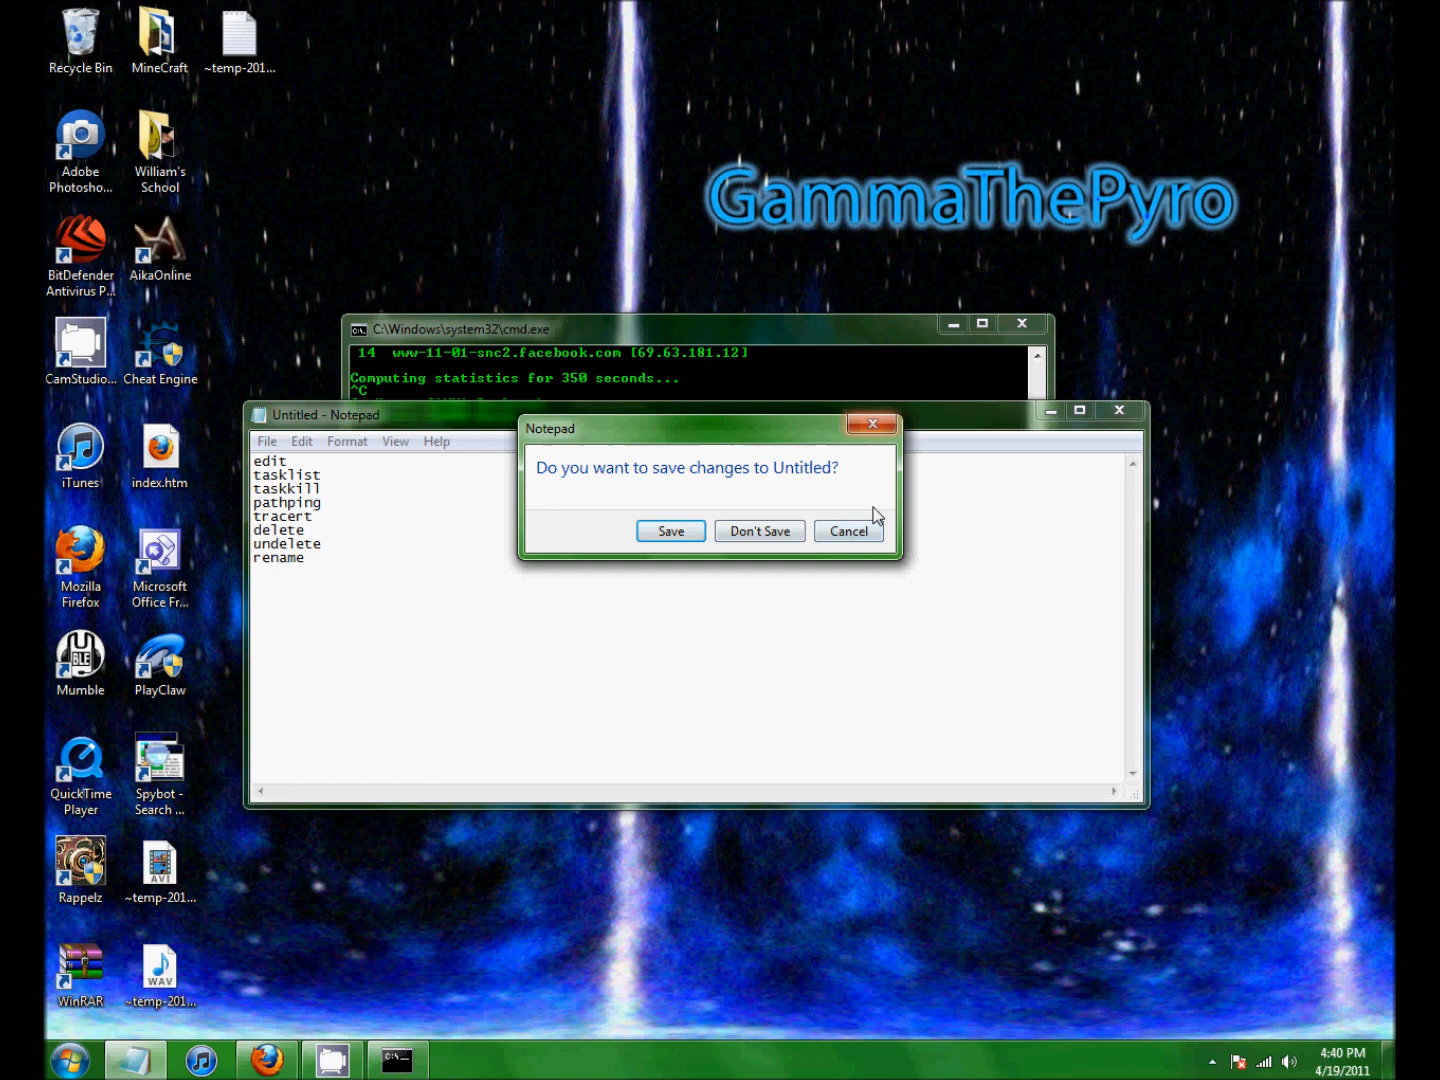 Recycle Bin
MineCraft
~temp-201...
Adobe
Photosho...
William's
School
GammaThePyro
BitDefender
Antivirus P...
AikaOnline
C:\Windows\system32\cmd.exe
14 www-11-01-snc2.facebook.com [69.63.181.12]
Computing statistics for 350 seconds...
^C
CamStudio...
Cheat Engine
Untitled - Notepad
File Edit Format View Help
edit
tasklist
taskkill
pathping
tracert
delete
undelete
rename
Notepad
Do you want to save changes to Untitled?
Save
Don't Save
Cancel
iTunes
index.htm
Mozilla
Firefox
Microsoft
Office Fr...
Mumble
PlayClaw
QuickTime
Player
Spybot -
Search ...
Rappelz
AVI
~temp-201...
WinRAR
WAV
~temp-201...
4:40 PM
4/19/2011